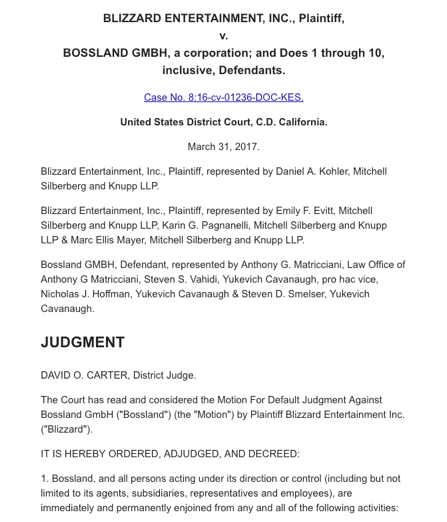 BLIZZARD ENTERTAINMENT, INC., Plaintiff,
v.
BOSSLAND GMBH, a corporation; and Does 1 through 10,
inclusive, Defendants.
Case No. 8:16-cv-01236-DOC-KES.
United States District Court, C.D. California.
March 31, 2017.
Blizzard Entertainment, Inc., Plaintiff, represented by Daniel A. Kohler, Mitchell
Silberberg and Knupp LLP.
Blizzard Entertainment, Inc., Plaintiff, represented by Emily F. Evitt, Mitchell
Silberberg and Knupp LLP, Karin G. Pagnanelli, Mitchell Silberberg and Knupp
LLP & Marc Ellis Mayer, Mitchell Silberberg and Knupp LLP.
Bossland GMBH, Defendant, represented by Anthony G. Matricciani, Law Office of
Anthony G Matricciani, Steven S. Vahidi, Yukevich Cavanaugh, pro hac vice,
Nicholas J. Hoffman, Yukevich Cavanaugh & Steven D. Smelser, Yukevich
Cavanaugh.
JUDGMENT
DAVID O. CARTER, District Judge.
The Court has read and considered the Motion For Default Judgment Against
Bossland GmbH ("Bossland") (the "Motion") by Plaintiff Blizzard Entertainment Inc.
("Blizzard").
IT IS HEREBY ORDERED, ADJUDGED, AND DECREED:
1. Bossland, and all persons acting under its direction or control (including but not
limited to its agents, subsidiaries, representatives and employees), are
immediately and permanently enjoined from any and all of the following activities: